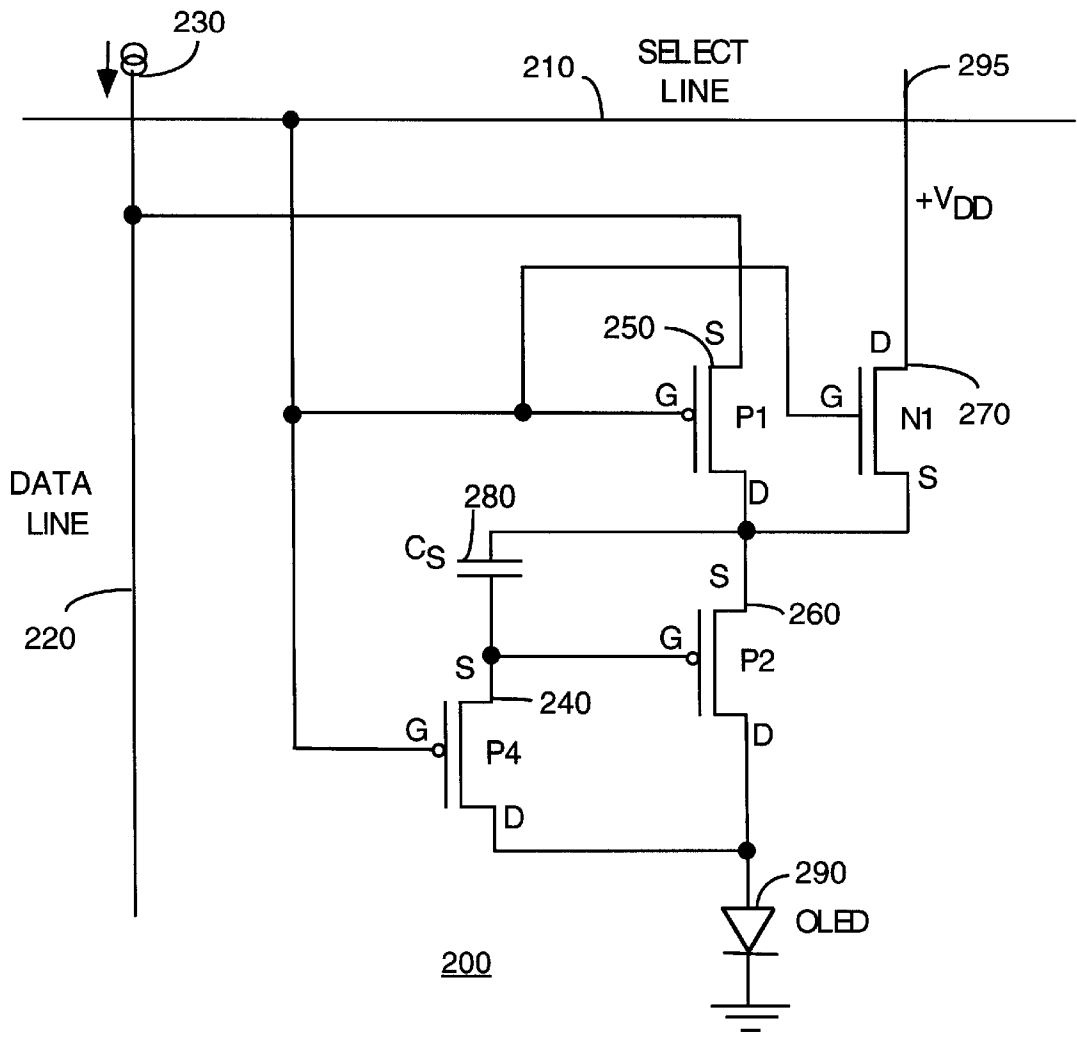 230
SELECT
LINE
210
295
+VDD
250
S
D
G
P1
G
N1
270
DATA
LINE
280
D
S
CS
S
260
220
G
P2
S
240
G
P4
D
D
290
OLED
200